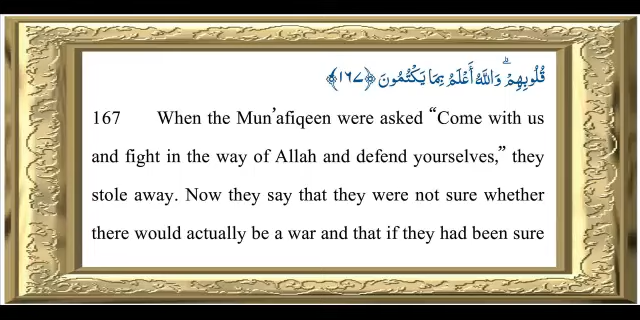 قُلُوبِهِمْ ۗ وَاللَّهُ أَعْلَمُ بِمَا يَكْتُمُونَ ﴿١٦٧﴾
167 When the Mun’afiqeen were asked “Come with us
and fight in the way of Allah and defend yourselves,” they
stole away. Now they say that they were not sure whether
there would actually be a war and that if they had been sure